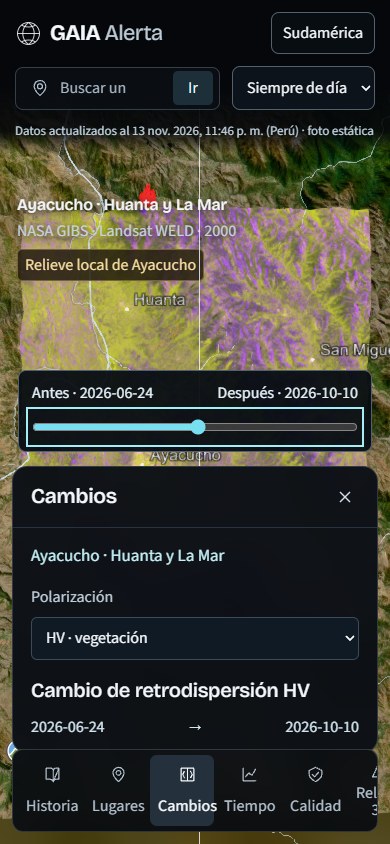 GAIA Alerta
Sudamérica
Buscar un
Ir
Siempre de día
Datos actualizados al 13 nov. 2026, 11:46 p. m. (Perú) · foto estática
Ayacucho · Huanta y La Mar
NASA GIBS · Landsat WELD · 2000
Relieve local de Ayacucho
Huanta
San Migu
Antes · 2026-06-24
Después · 2026-10-10
Ayacucho
Cambios
Ayacucho · Huanta y La Mar
Polarización
HV · vegetación
Cambio de retrodispersión HV
2026-06-24 → 2026-10-10
Historia
Lugares
Cambios
Tiempo
Calidad
Rel